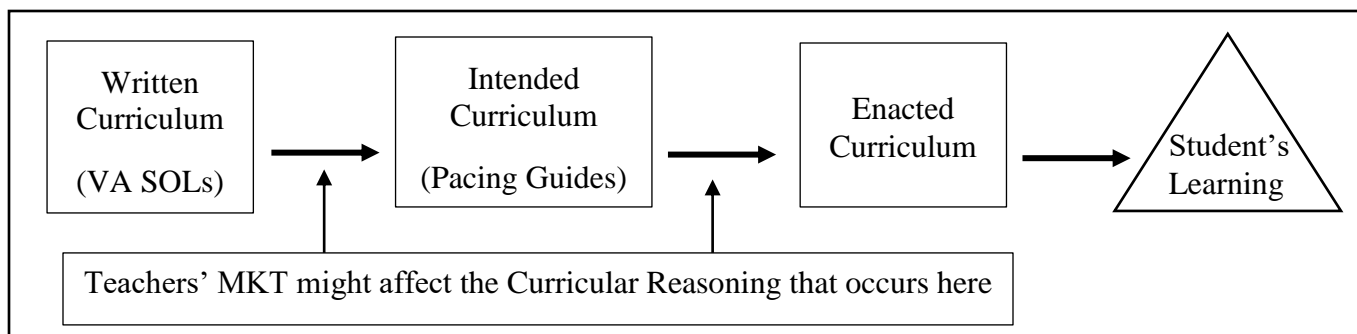 Written
Curriculum
(VA SOLs)
Intended
Curriculum
(Pacing Guides)
Enacted
Curriculum
Student’s
Learning
Teachers’ MKT might affect the Curricular Reasoning that occurs here